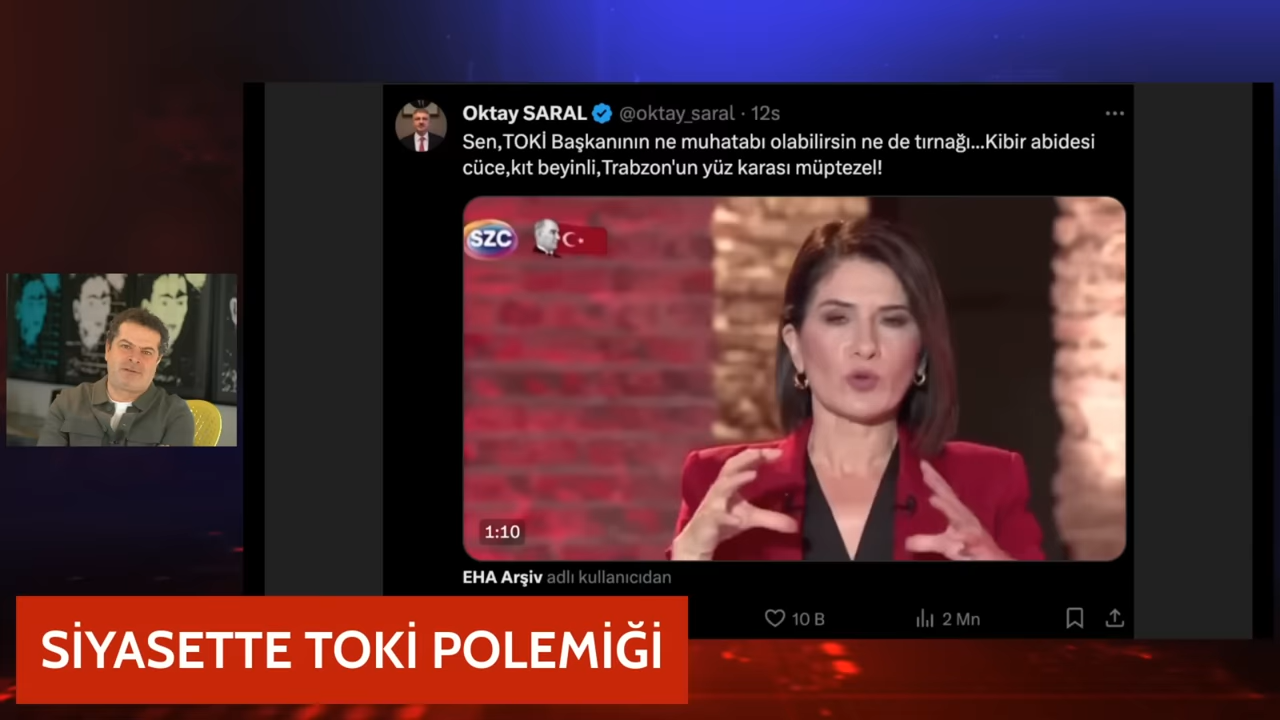 Oktay SARAL @oktay_saral · 12s
Sen,TOKİ Başkanının ne muhatabı olabilirsin ne de tırnağı...Kibir abidesi
cüce,kıt beyinli,Trabzon'un yüz karası müptezel!
SZC
1:10
EHA Arşiv adlı kullanıcıdan
10 B 2 Mn
SİYASETTE TOKİ POLEMİĞİ